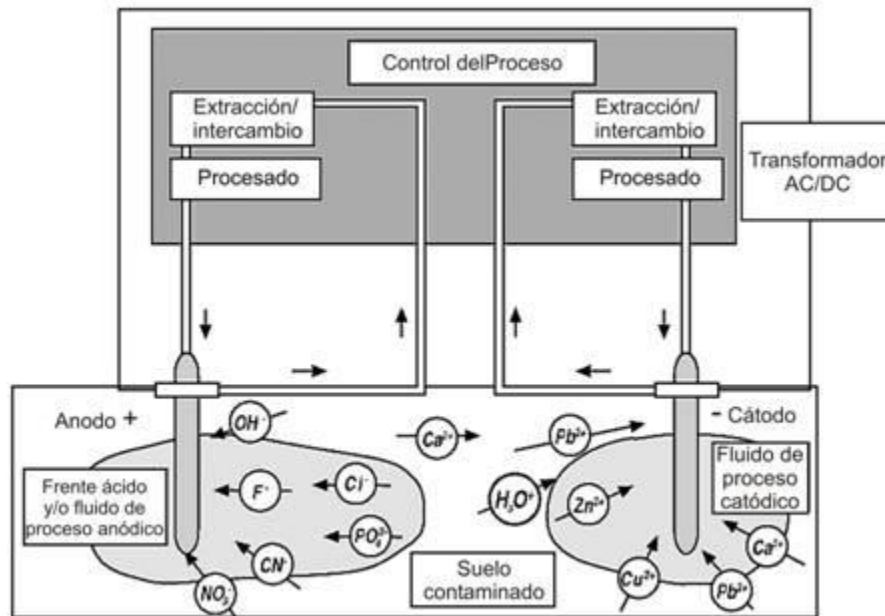 Control delProceso
Extracción/
intercambio
Extracción/
intercambio
Procesado
Procesado
Transformador
AC/DC
Anodo +
- Cátodo
OH-
Ca2+
Pb2+
Frente ácido
y/o fluido de
proceso anódico
F-
Cl-
H3O+
Zn2+
Fluido de
proceso
catódico
PO43-
CN-
NO3-
Suelo
contaminado
Cu2+
Pb2+
Ca2+